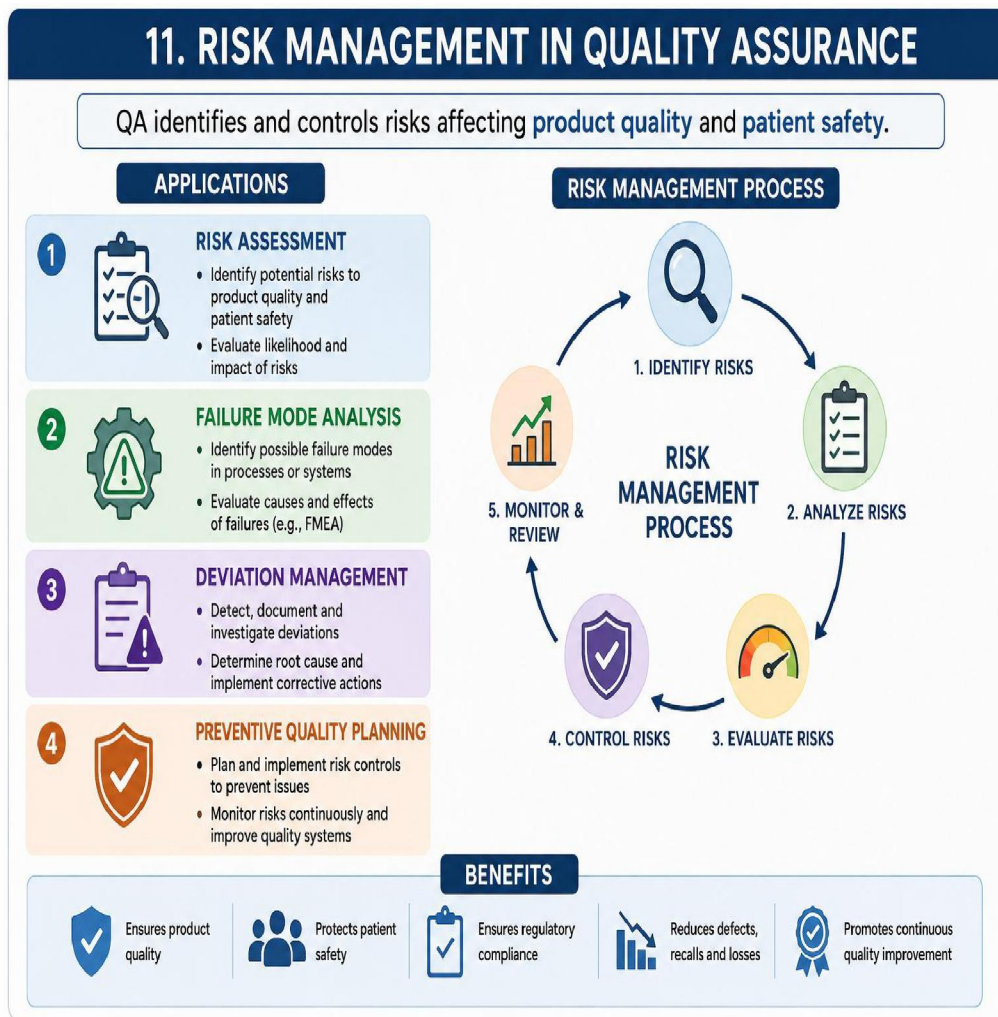 11. RISK MANAGEMENT IN QUALITY ASSURANCE
QA identifies and controls risks affecting product quality and patient safety.
APPLICATIONS
1
RISK ASSESSMENT
• Identify potential risks to
product quality and
patient safety
• Evaluate likelihood and
impact of risks
2
FAILURE MODE ANALYSIS
• Identify possible failure modes
in processes or systems
• Evaluate causes and effects
of failures (e.g., FMEA)
3
DEVIATION MANAGEMENT
• Detect, document and
investigate deviations
• Determine root cause and
implement corrective actions
4
PREVENTIVE QUALITY PLANNING
• Plan and implement risk controls
to prevent issues
• Monitor risks continuously and
improve quality systems
RISK MANAGEMENT PROCESS
1. IDENTIFY RISKS
2. ANALYZE RISKS
3. EVALUATE RISKS
4. CONTROL RISKS
5. MONITOR &
REVIEW
RISK
MANAGEMENT
PROCESS
BENEFITS
Ensures product
quality
Protects patient
safety
Ensures regulatory
compliance
Reduces defects,
recalls and losses
Promotes continuous
quality improvement